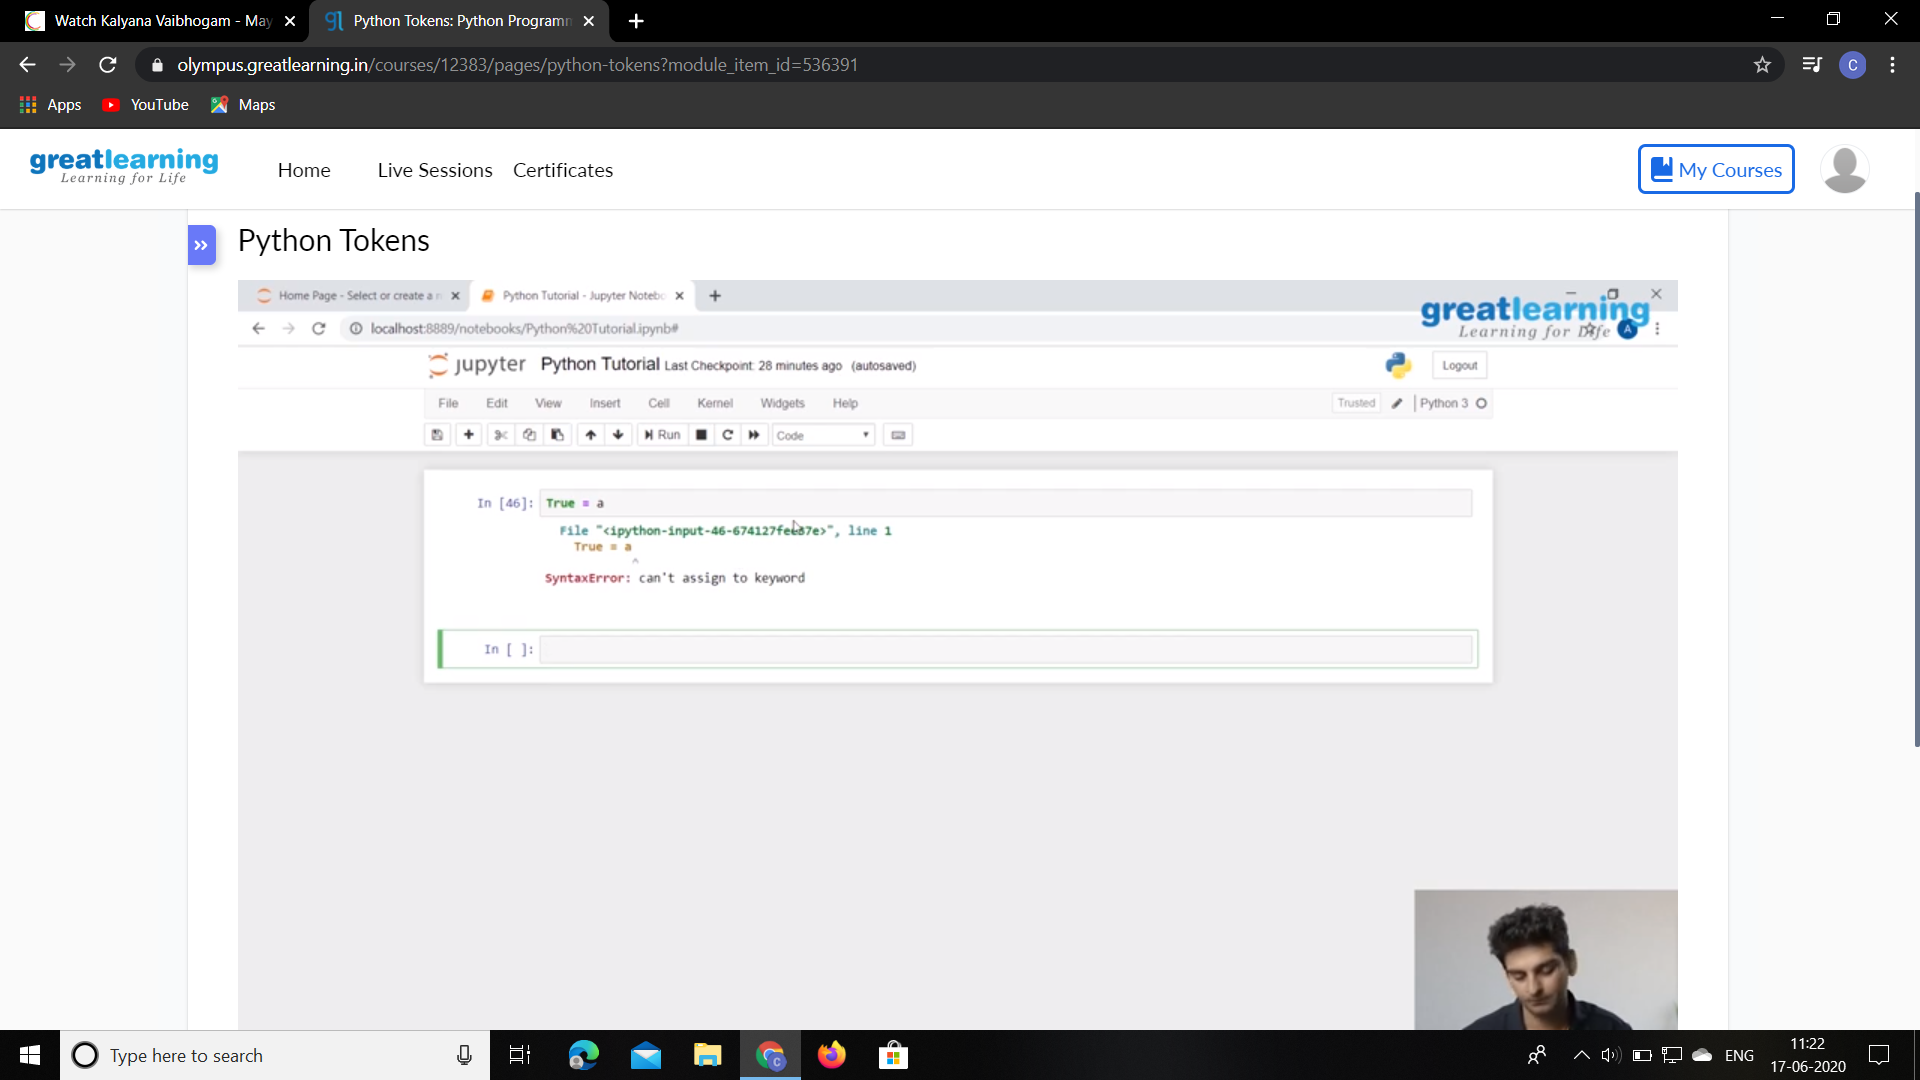 Watch Kalyana Vaibhogam - May
Python Tokens: Python Programm
olympus.greatlearning.in/courses/12383/pages/python-tokens?module_item_id=536391
C
Apps
YouTube
Maps
greatlearning
Learning for Life
Home
Live Sessions
Certificates
My Courses
Python Tokens
Home Page - Select or create a n
Python Tutorial - Jupyter Notebo
greatlearning
Learning for Life
localhost:8889/notebooks/Python%20Tutorial.ipynb#
A
jupyter
Python Tutorial Last Checkpoint: 28 minutes ago (autosaved)
Logout
File
Edit
View
Insert
Cell
Kernel
Widgets
Help
Trusted
Python 3
Run
Code
In [46]: True = a
File "<ipython-input-46-674127fee37e>", line 1
True = a
^
SyntaxError: can't assign to keyword
In [ ]:
Type here to search
C
ENG
11:22
17-06-2020